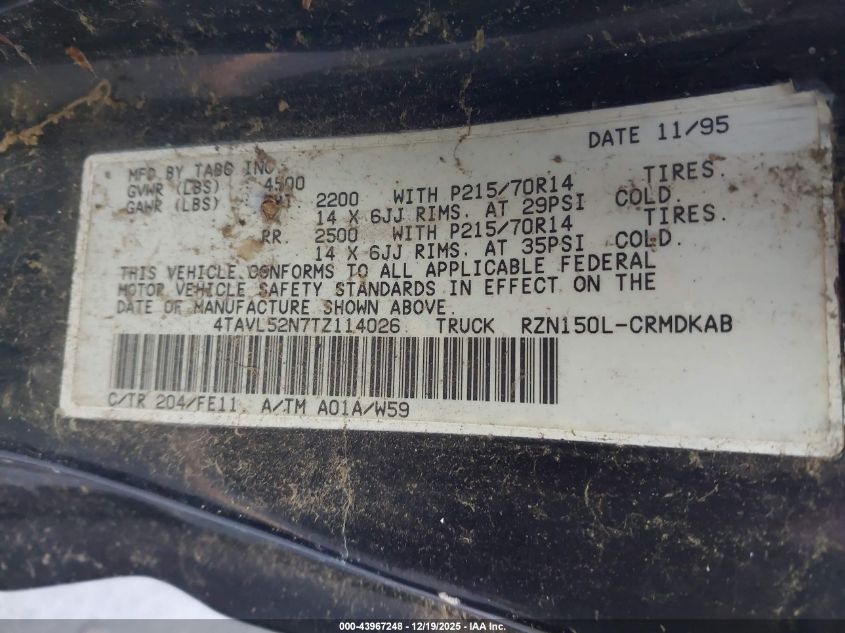 DATE 11/95
MFD BY TABC INC.
GVWR (LBS) 4500
GAWR (LBS) 2200 WITH P215/70R14 TIRES.
14 X 6JJ RIMS. AT 29PSI COLD.
RR. 2500 WITH P215/70R14 TIRES.
14 X 6JJ RIMS. AT 35PSI COLD.
THIS VEHICLE CONFORMS TO ALL APPLICABLE FEDERAL
MOTOR VEHICLE SAFETY STANDARDS IN EFFECT ON THE
DATE OF MANUFACTURE SHOWN ABOVE.
4TAVL52N7TZ114026 TRUCK RZN150L-CRMDKAB
C/TR 204/FE11 A/TM A01A/W59
000-43967248 - 12/19/2025 - IAA Inc.